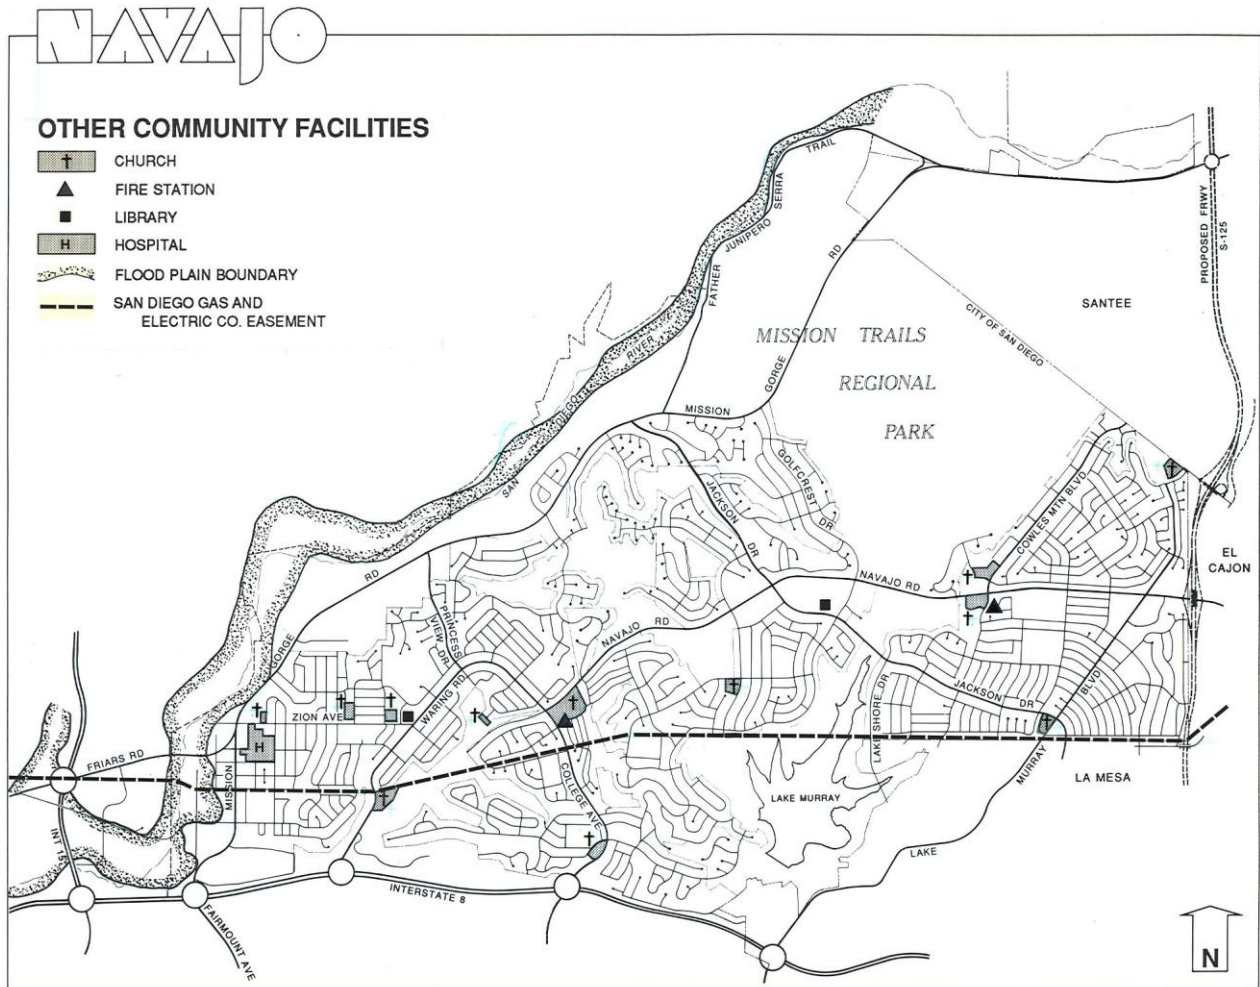 NAVAJO
OTHER COMMUNITY FACILITIES
CHURCH
FIRE STATION
LIBRARY
H
HOSPITAL
FLOOD PLAIN BOUNDARY
SAN DIEGO GAS AND
ELECTRIC CO. EASEMENT
TRAIL
SERRA
JUNIPERO
FATHER
RD
PROPOSED FRWY
S-125
SANTEE
CITY OF SAN DIEGO
MISSION TRAILS
REGIONAL
PARK
GORGE
MISSION
RIVER
DIEGO
SAN
JACKSON
DR
GOLFCREST DR
COWLES MTN BLVD
EL
CAJON
NAVAJO RD
RD
GORGE
PRINCESS
VIEW DR
NAVAJO RD
WARING RD
ZION AVE
H
LAKE SHORE DR
JACKSON DR
BLVD
MURRAY
LAKE
FRIARS RD
MISSION
COLLEGE AVE
LAKE MURRAY
LA MESA
INT 15
INTERSTATE 8
FAIRMOUNT AVE
N